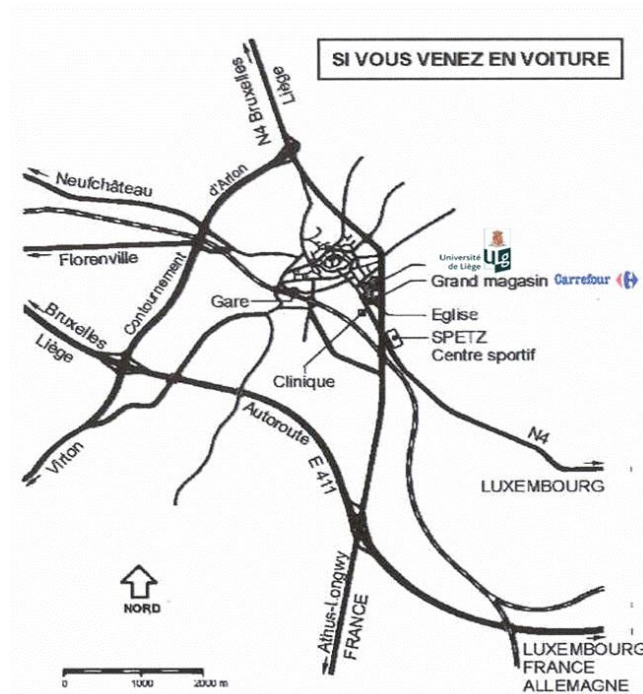 SI VOUS VENEZ EN VOITURE
N4 Bruxelles
Liège
Neufchâteau
d'Arlon
Contournement
Florenville
Université
de Liège
Ulg
Grand magasin Carrefour
Gare
Eglise
Bruxelles
Liège
SPETZ
Centre sportif
Clinique
Autoroute
E 411
N4
Virton
LUXEMBOURG
NORD
Athus-Longwy
FRANCE
LUXEMBOURG
FRANCE
ALLEMAGNE
0 1000 2000 m